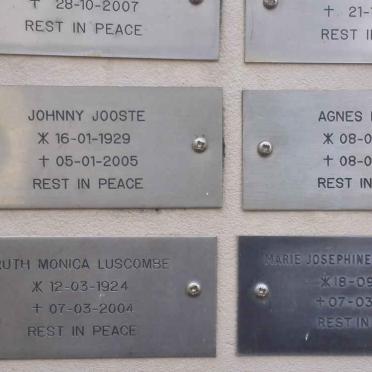 ✝ 28-10-2007
REST IN PEACE
✝ 21-
REST I
JOHNNY JOOSTE
Ж 16-01-1929
✝ 05-01-2005
REST IN PEACE
AGNES
Ж 08-0
✝ 08-0
REST IN
RUTH MONICA LUSCOMBE
Ж 12-03-1924
✝ 07-03-2004
REST IN PEACE
MARIE JOSEPHINE
Ж 18-09
✝ 07-03
REST IN